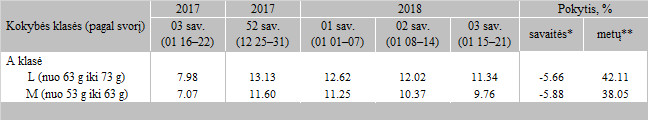 Kokybės klasės (pagal svorį) 2017 2017 2018 Pokytis, %
03 sav. (01 16–22) 52 sav. (12 25–31) 01 sav. (01 01–07) 02 sav. (01 08–14) 03 sav. (01 15–21) savaitės* metų**
A klasė
L (nuo 63 g iki 73 g) 7.98 13.13 12.62 12.02 11.34 -5.66 42.11
M (nuo 53 g iki 63 g) 7.07 11.60 11.25 10.37 9.76 -5.88 38.05